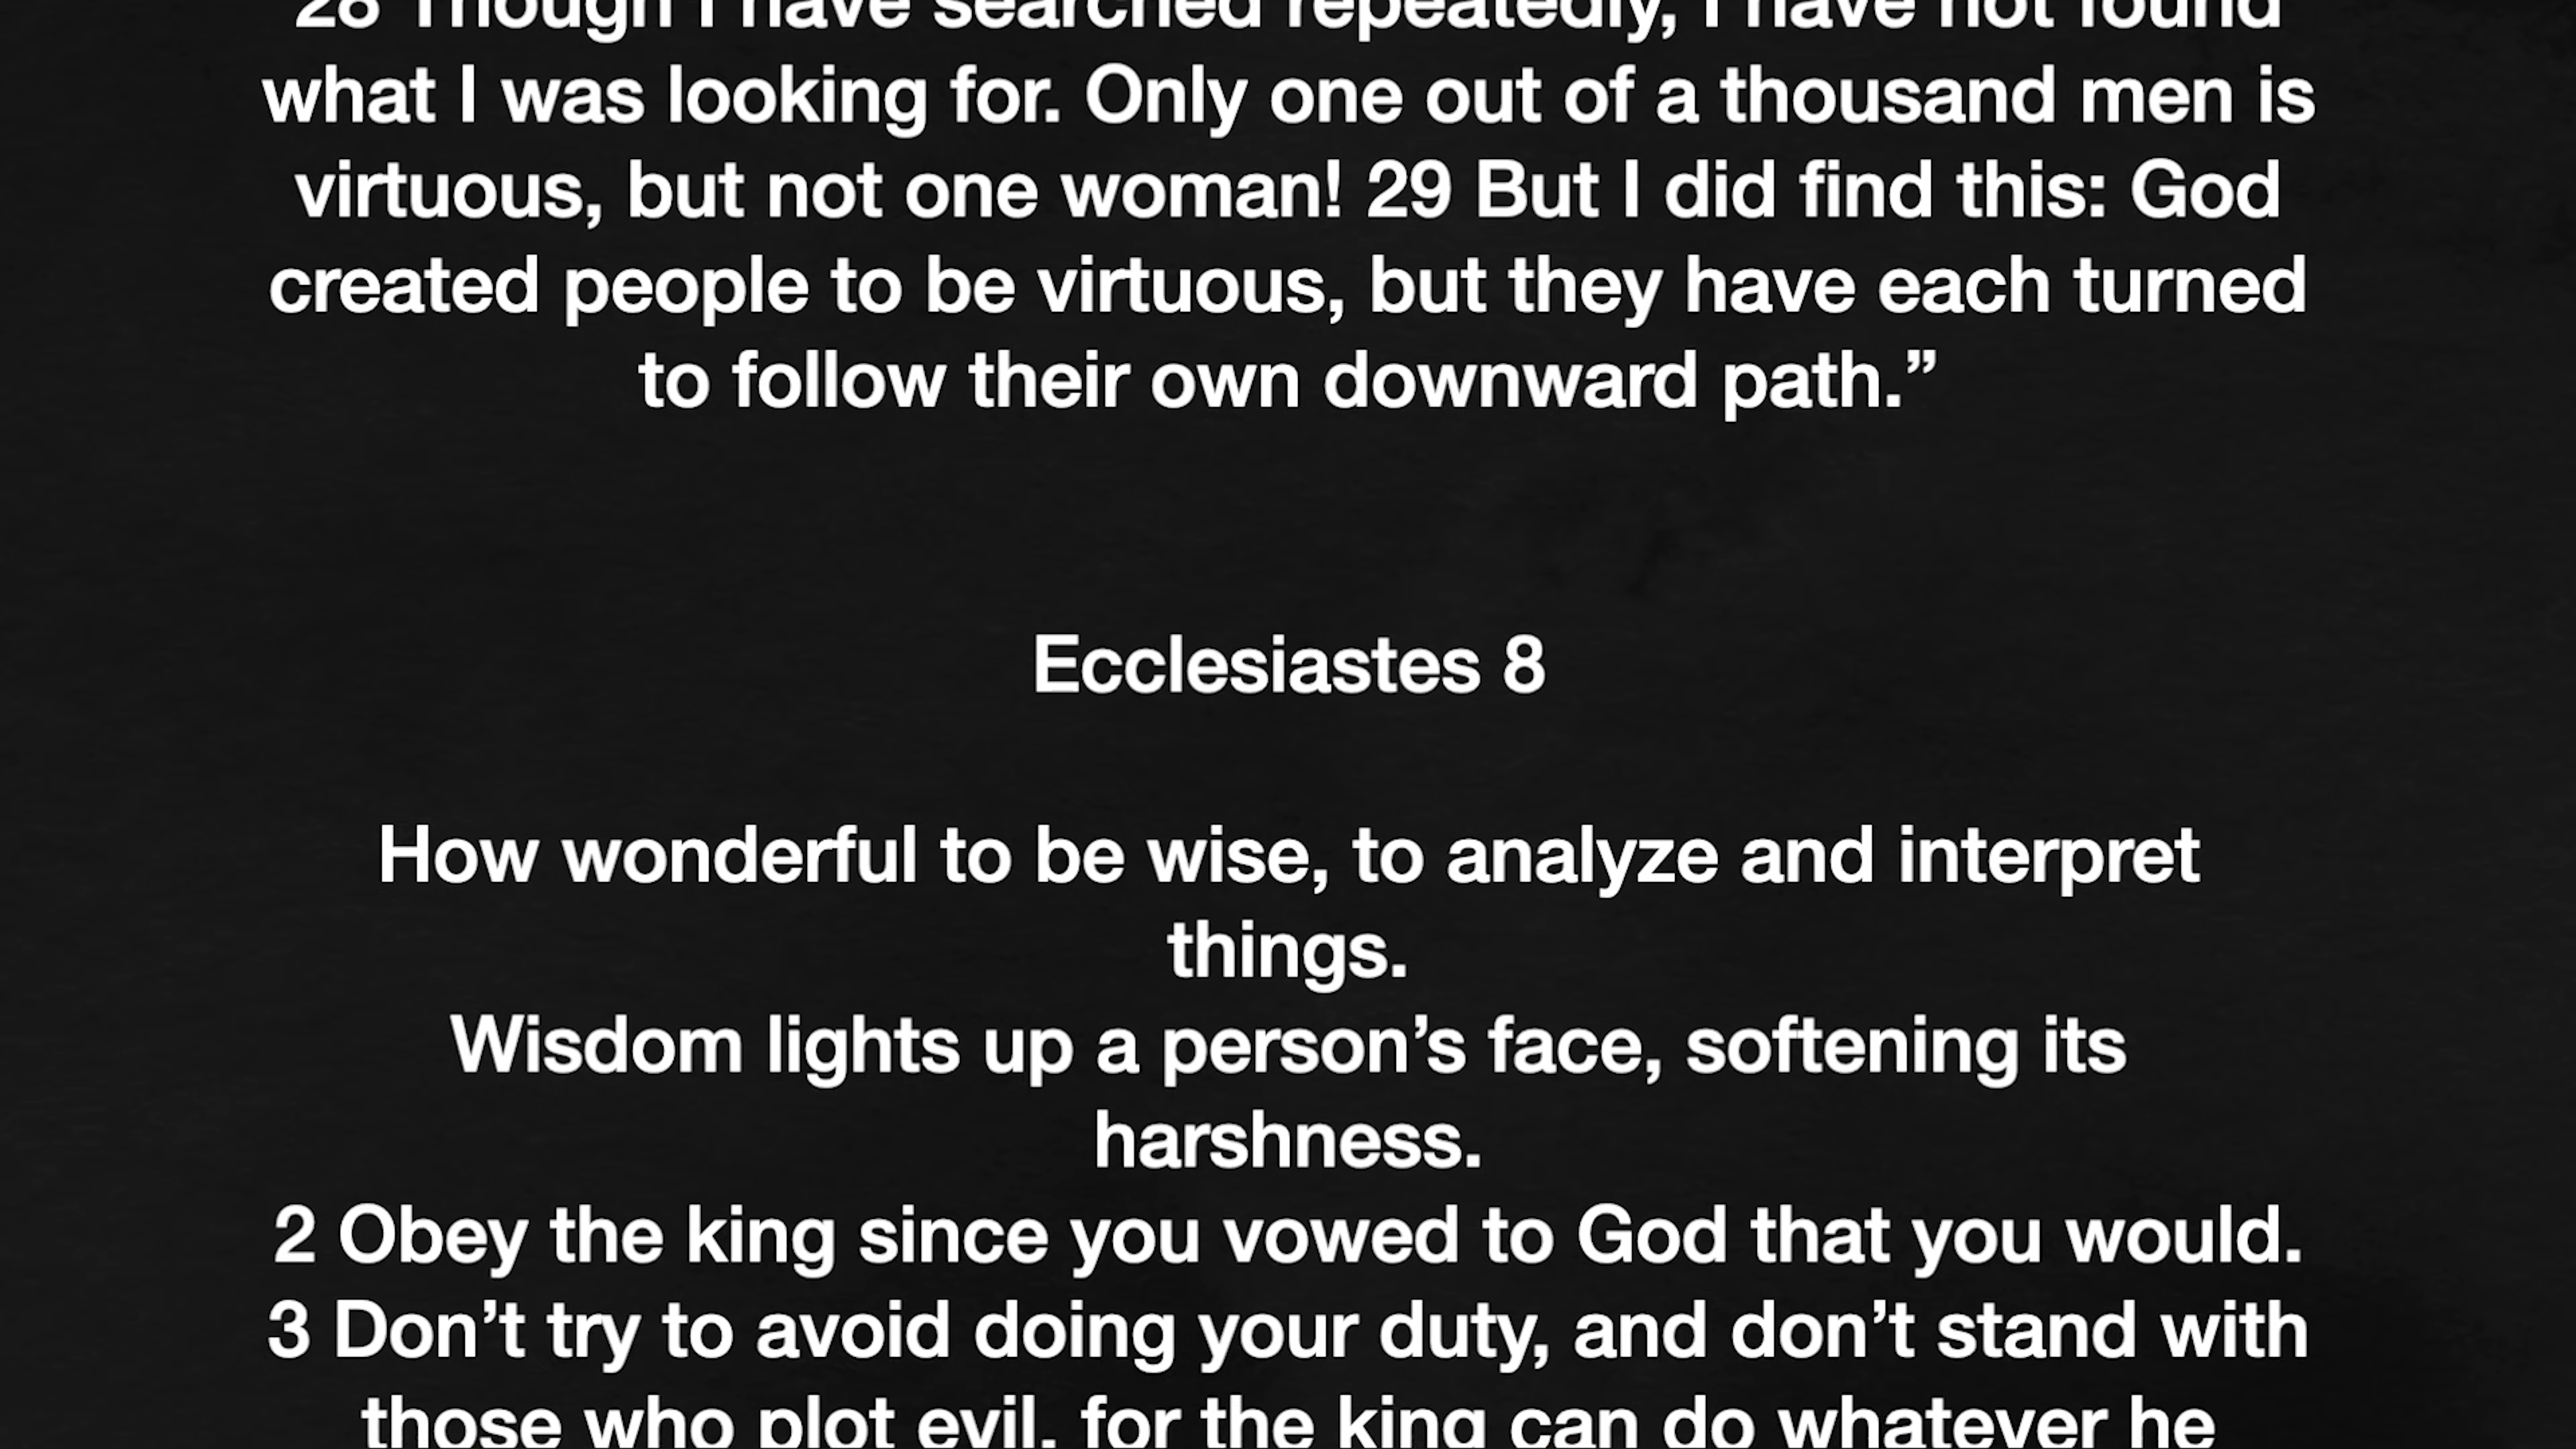 28 Though I have searched repeatedly, I have not found
what I was looking for. Only one out of a thousand men is
virtuous, but not one woman! 29 But I did find this: God
created people to be virtuous, but they have each turned
to follow their own downward path.”
Ecclesiastes 8
How wonderful to be wise, to analyze and interpret
things.
Wisdom lights up a person’s face, softening its
harshness.
2 Obey the king since you vowed to God that you would.
3 Don’t try to avoid doing your duty, and don’t stand with
those who plot evil, for the king can do whatever he